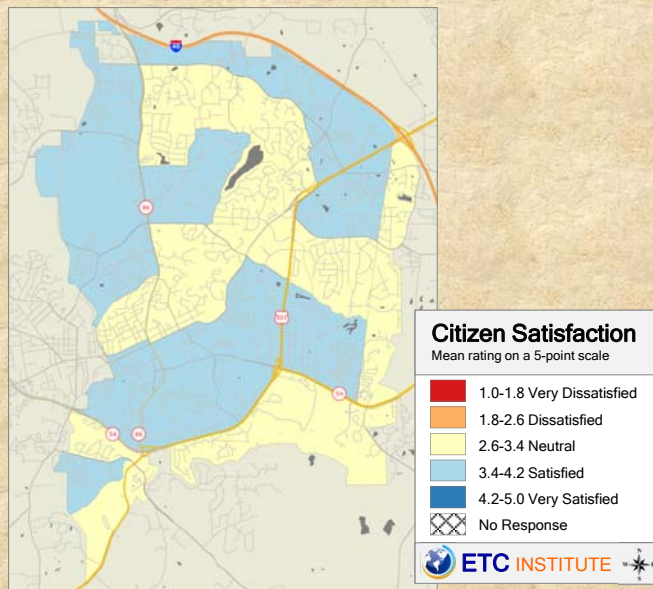 40
86
501
54
54
86
Citizen Satisfaction
Mean rating on a 5-point scale
1.0-1.8 Very Dissatisfied
1.8-2.6 Dissatisfied
2.6-3.4 Neutral
3.4-4.2 Satisfied
4.2-5.0 Very Satisfied
No Response
ETC INSTITUTE
N
W
S